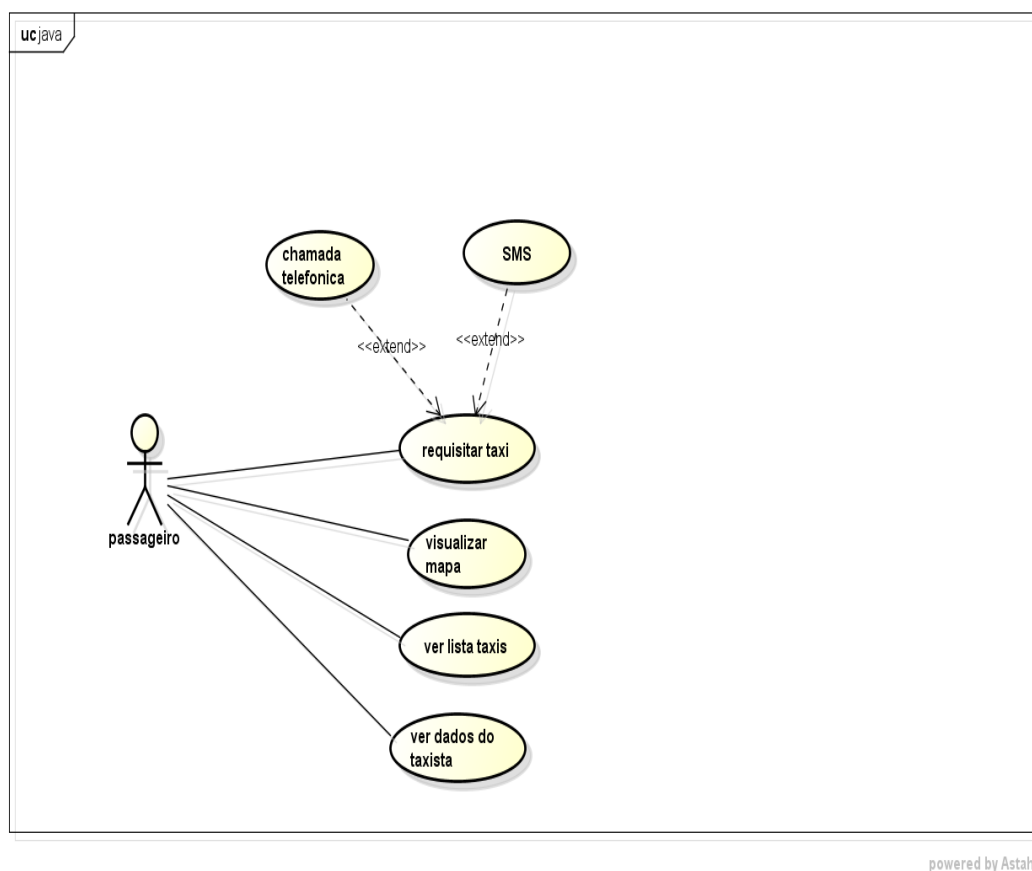 uc java
chamada
telefonica
SMS
<<extend>>
<<extend>>
requisitar taxi
passageiro
visualizar
mapa
ver lista taxis
ver dados do
taxista
powered by Astah